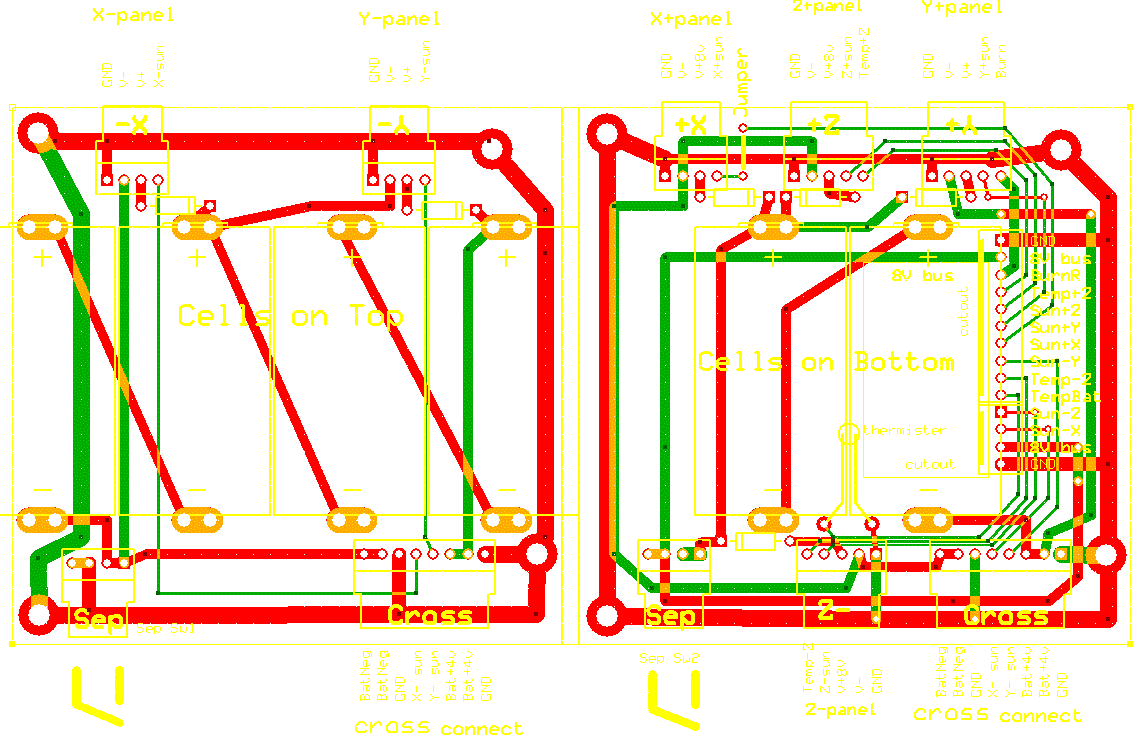 X-panel
GND
V-
V+
X-sun
Y-panel
GND
V-
V+
Y-sun
X+panel
GND
V-
V+8v
X+sun
Jumper
Z+panel
GND
V-
V+8v
Z+sun
Temp+Z
Y+panel
GND
V-
V+
Y+sun
Burn
-X
-Y
+X
+Z
+Y
+
+
+
+
+
+
Cells on Top
8V bus
cutout
Cells on Bottom
thermister
cutout
GND
8V bus
BurnR
Temp+Z
Sun+Z
Sun+Y
Sun+X
Sun-Y
Temp-Z
TempBat
Sun-Z
Sun-X
8V bus
GND
-
-
-
-
-
-
Sep
Sep Sw1
Crass
Sep
Z-
Crass
BatNeg
BatNeg
GND
X- sun
Y- sun
Bat+4v
Bat+4v
GND
crass connect
Sep Sw2
Temp-Z
Z-sun
V+8v
V-
GND
Z-panel
BatNeg
BatNeg
GND
X- sun
Y- sun
Bat+4v
Bat+4v
GND
crass connect